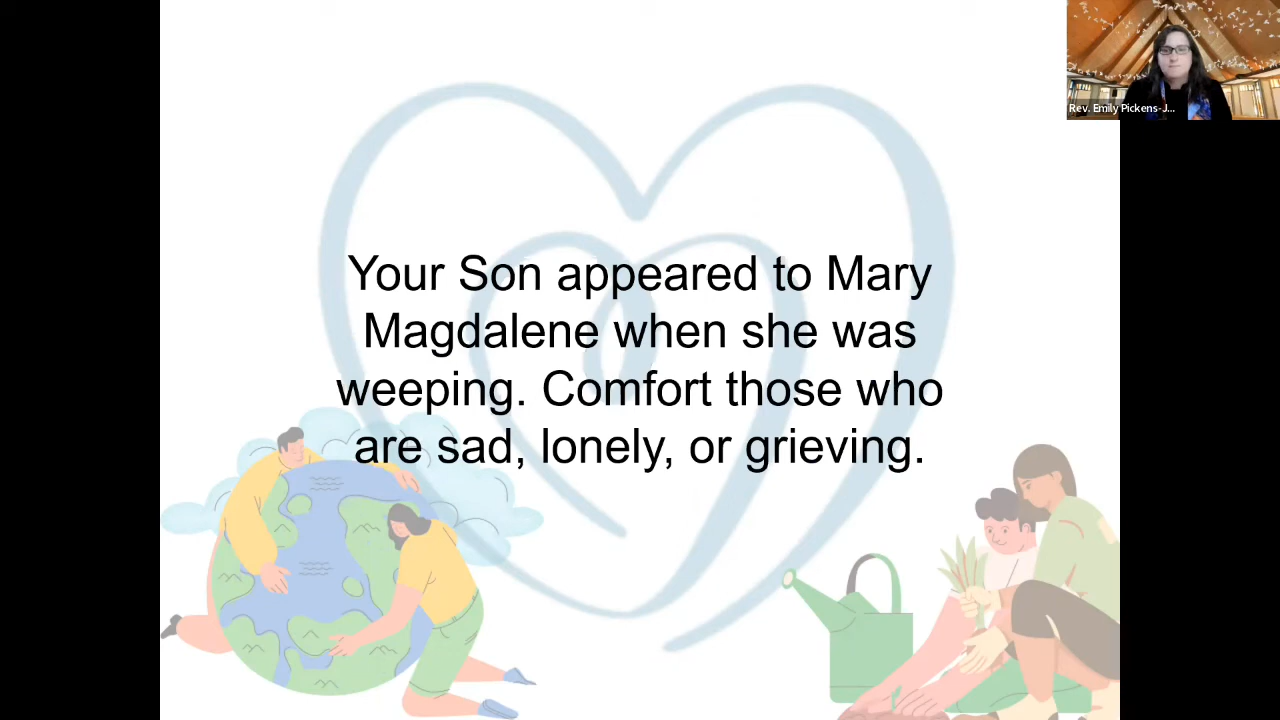 Rev. Emily Pickens-J...
Your Son appeared to Mary
Magdalene when she was
weeping. Comfort those who
are sad, lonely, or grieving.